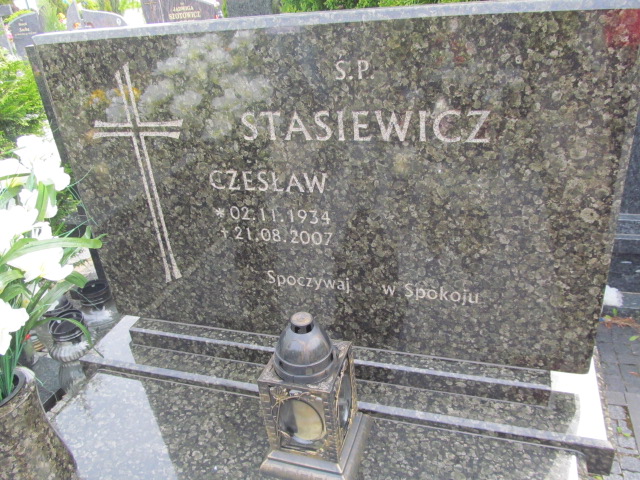 Ś.P.
STASIEWICZ
CZESŁAW
* 02.11.1934
+ 21.08.2007
Spoczywaj w Spokoju